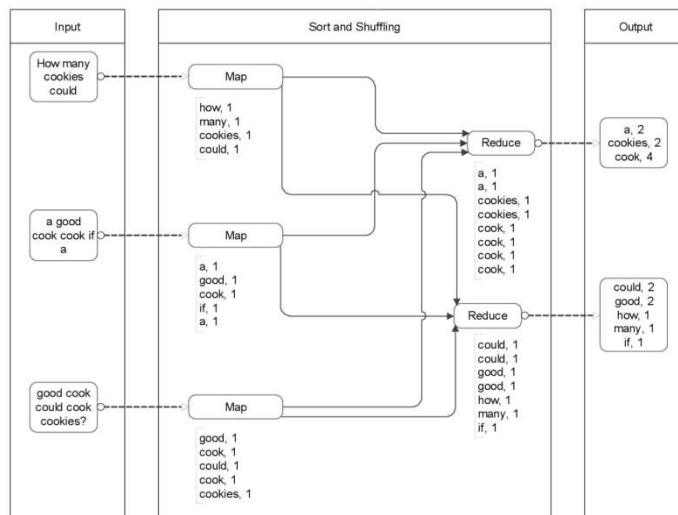 Input
Sort and Shuffling
Output
How many
cookies
could
Map
how, 1
many, 1
cookies, 1
could, 1
Reduce
a, 1
a, 1
cookies, 1
cookies, 1
cook, 1
cook, 1
cook, 1
cook, 1
a, 2
cookies, 2
cook, 4
a good
cook cook if
a
Map
a, 1
good, 1
cook, 1
if, 1
a, 1
Reduce
could, 1
could, 1
good, 1
good, 1
how, 1
many, 1
if, 1
could, 2
good, 2
how, 1
many, 1
if, 1
good cook
could cook
cookies?
Map
good, 1
cook, 1
could, 1
cook, 1
cookies, 1